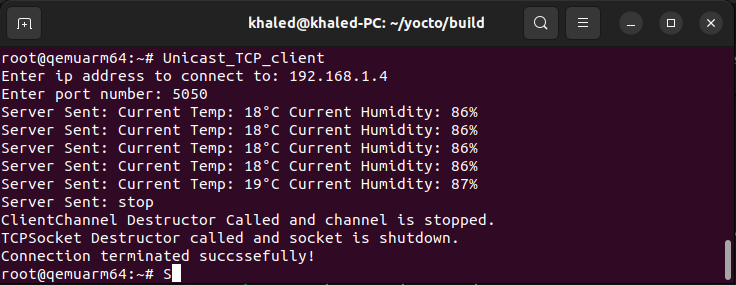 khaled@khaled-PC: ~/yocto/build
root@qemuarm64:~# Unicast_TCP_client
Enter ip address to connect to: 192.168.1.4
Enter port number: 5050
Server Sent: Current Temp: 18°C Current Humidity: 86%
Server Sent: Current Temp: 18°C Current Humidity: 86%
Server Sent: Current Temp: 18°C Current Humidity: 86%
Server Sent: Current Temp: 18°C Current Humidity: 86%
Server Sent: Current Temp: 19°C Current Humidity: 87%
Server Sent: stop
ClientChannel Destructor Called and channel is stopped.
TCPSocket Destructor called and socket is shutdown.
Connection terminated succssefully!
root@qemuarm64:~# S